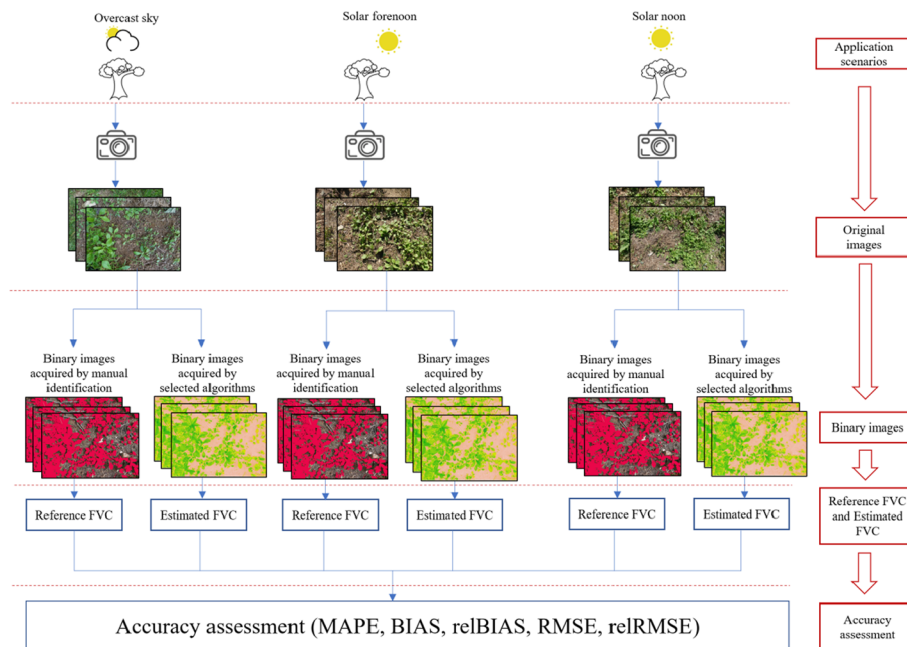 Overcast sky
Solar forenoon
Solar noon
Application
scenarios
Original
images
Binary images
acquired by manual
identification
Binary images
acquired by
selected algorithms
Binary images
acquired by manual
identification
Binary images
acquired by
selected algorithms
Binary images
acquired by manual
identification
Binary images
acquired by
selected algorithms
Binary images
Reference FVC
Estimated FVC
Reference FVC
Estimated FVC
Reference FVC
Estimated FVC
Reference FVC
and Estimated
FVC
Accuracy assessment (MAPE, BIAS, relBIAS, RMSE, relRMSE)
Accuracy
assessment